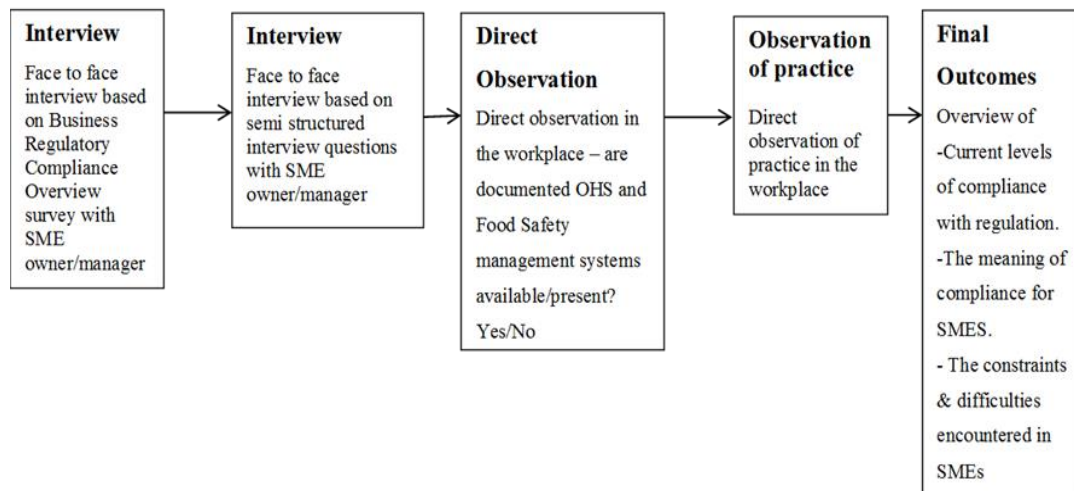 Interview
Face to face
interview based
on Business
Regulatory
Compliance
Overview
survey with
SME
owner/manager
Interview
Face to face
interview based on
semi structured
interview questions
with SME
owner/manager
Direct
Observation
Direct observation in
the workplace – are
documented OHS and
Food Safety
management systems
available/present?
Yes/No
Observation
of practice
Direct
observation of
practice in the
workplace
Final
Outcomes
Overview of
-Current levels
of compliance
with regulation.
-The meaning of
compliance for
SMES.
- The constraints
& difficulties
encountered in
SMEs